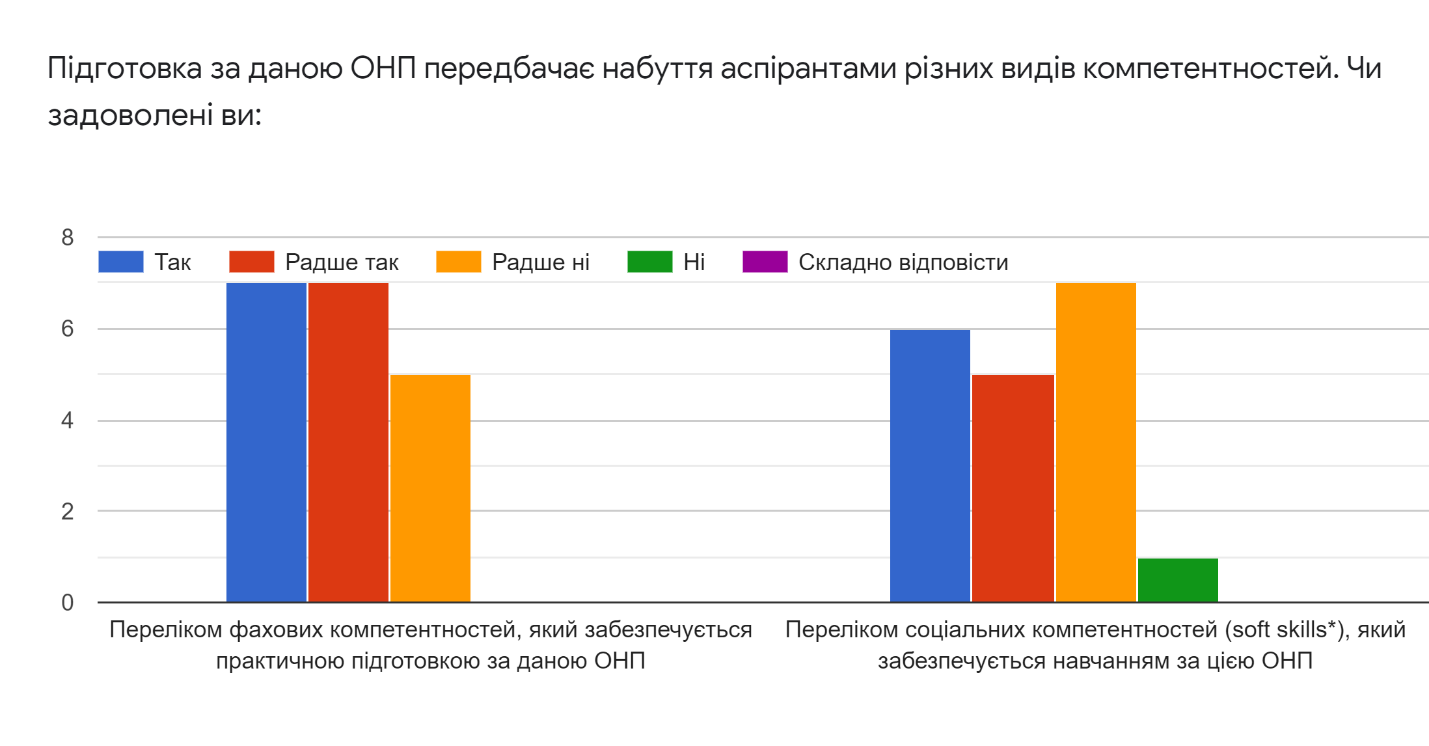 Підготовка за даною ОНП передбачає набуття аспірантами різних видів компетентностей. Чи
задоволені ви:
8
Так
Радше так
Радше ні
Ні
Складно відповісти
6
4
2
0
Переліком фахових компетентностей, який забезпечується
практичною підготовкою за даною ОНП
Переліком соціальних компетентностей (soft skills*), який
забезпечується навчанням за цією ОНП